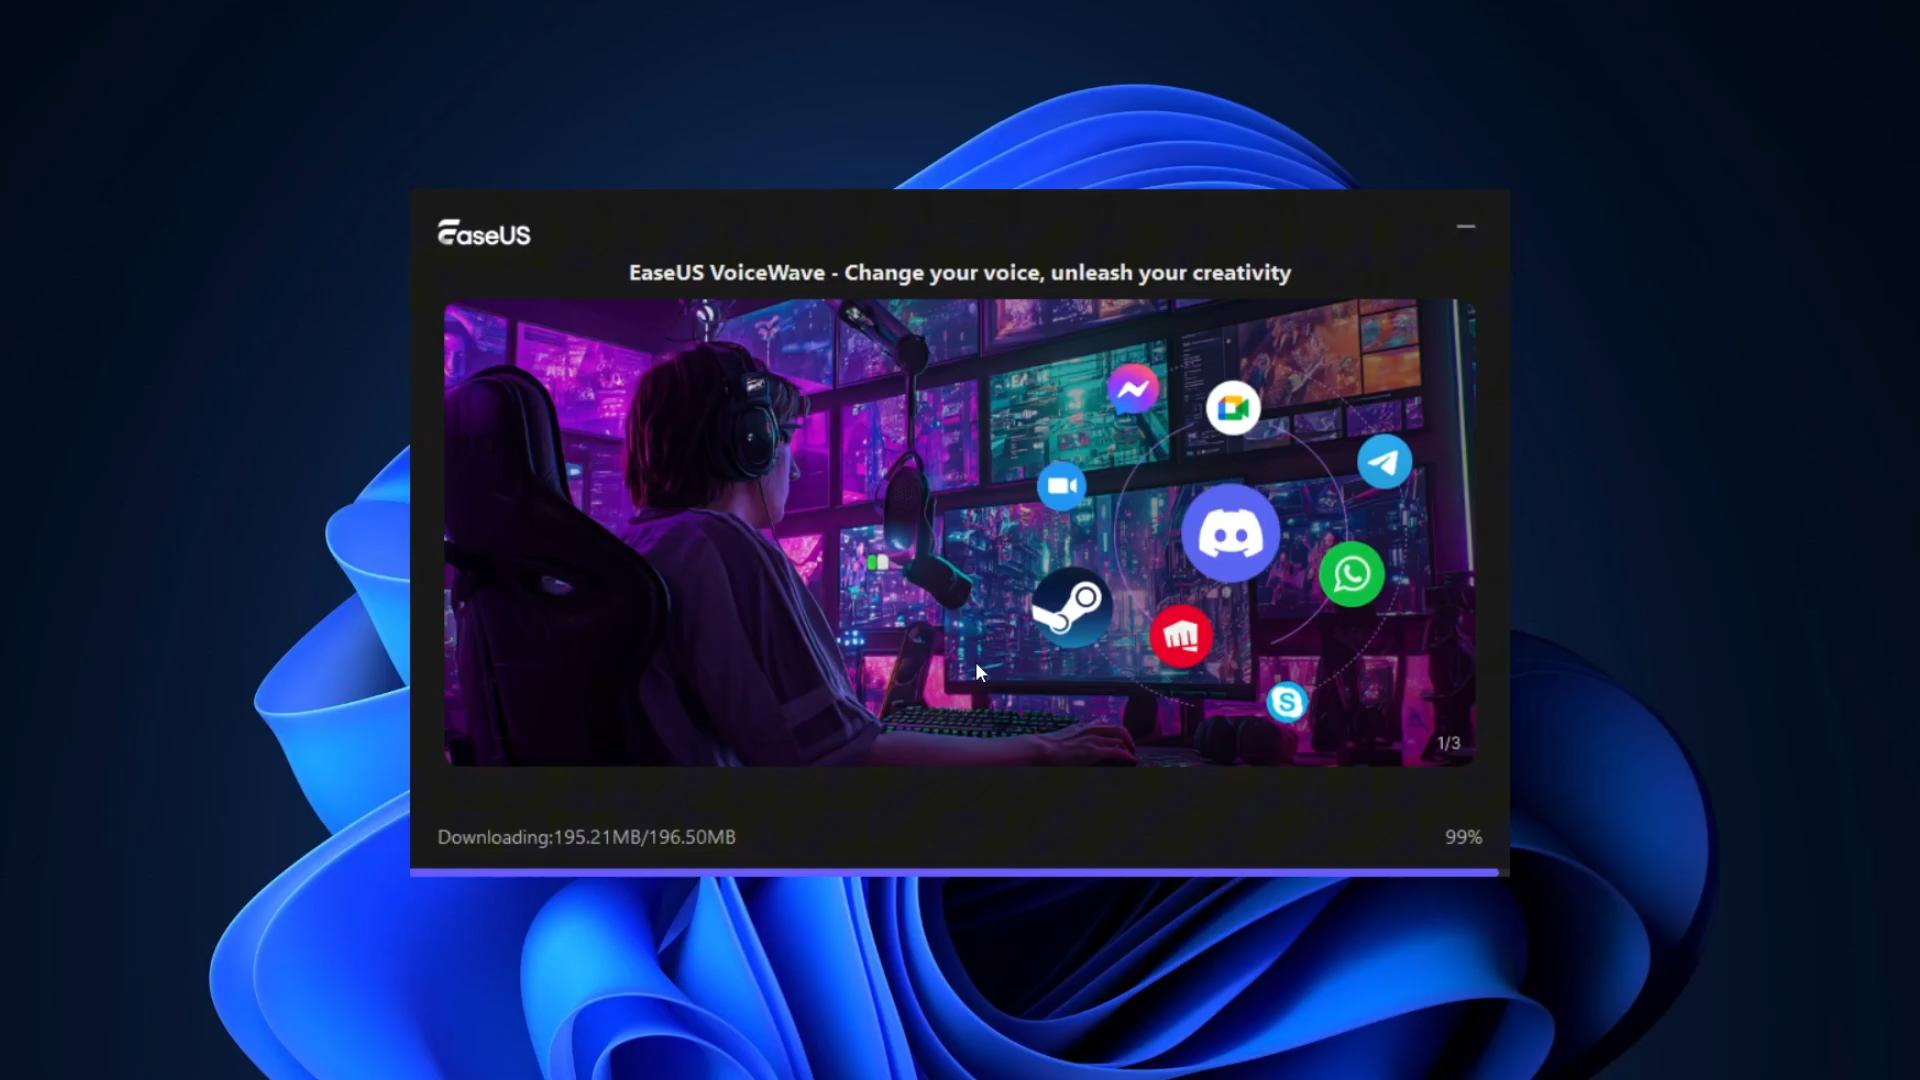 EaseUS
EaseUS VoiceWave - Change your voice, unleash your creativity
S
1/3
Downloading:195.21MB/196.50MB
99%